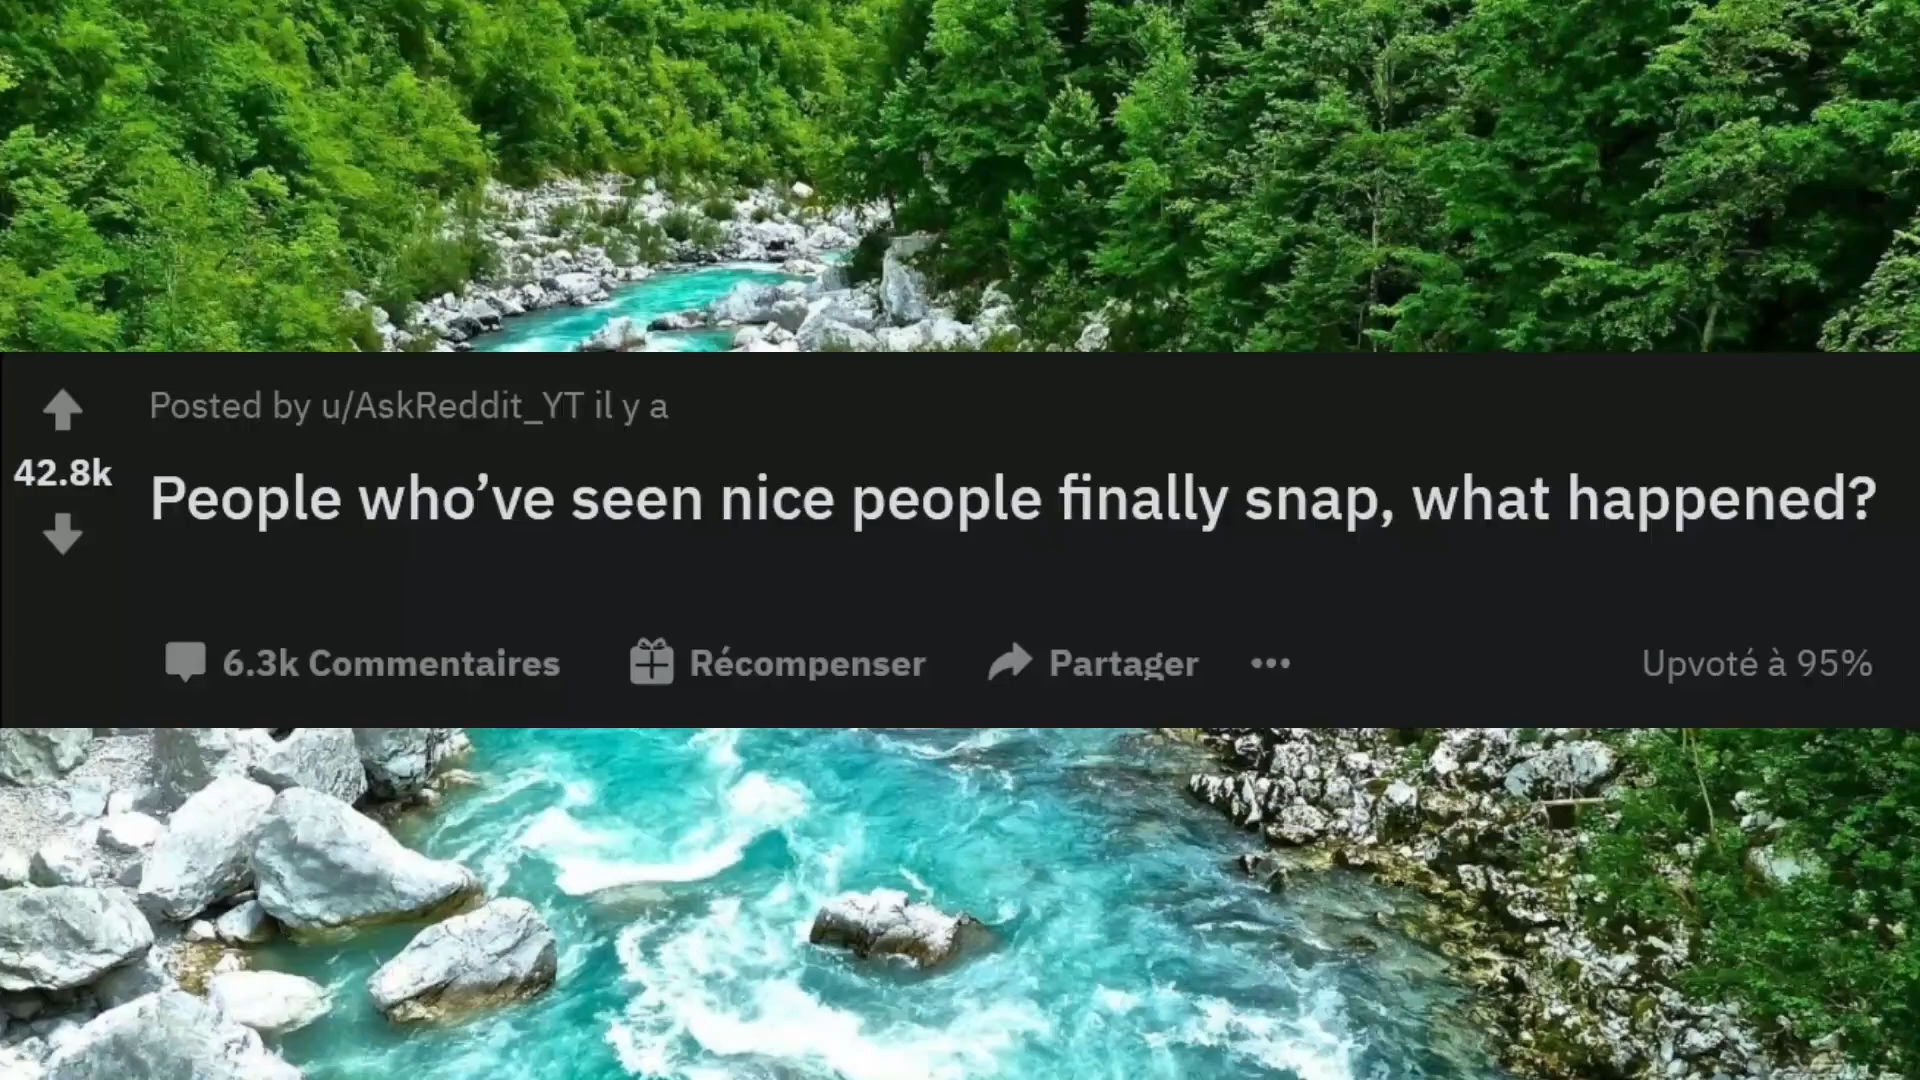 Posted by u/AskReddit_YT il y a
42.8k
People who’ve seen nice people finally snap, what happened?
6.3k Commentaires Récompenser Partager Upvoté à 95%